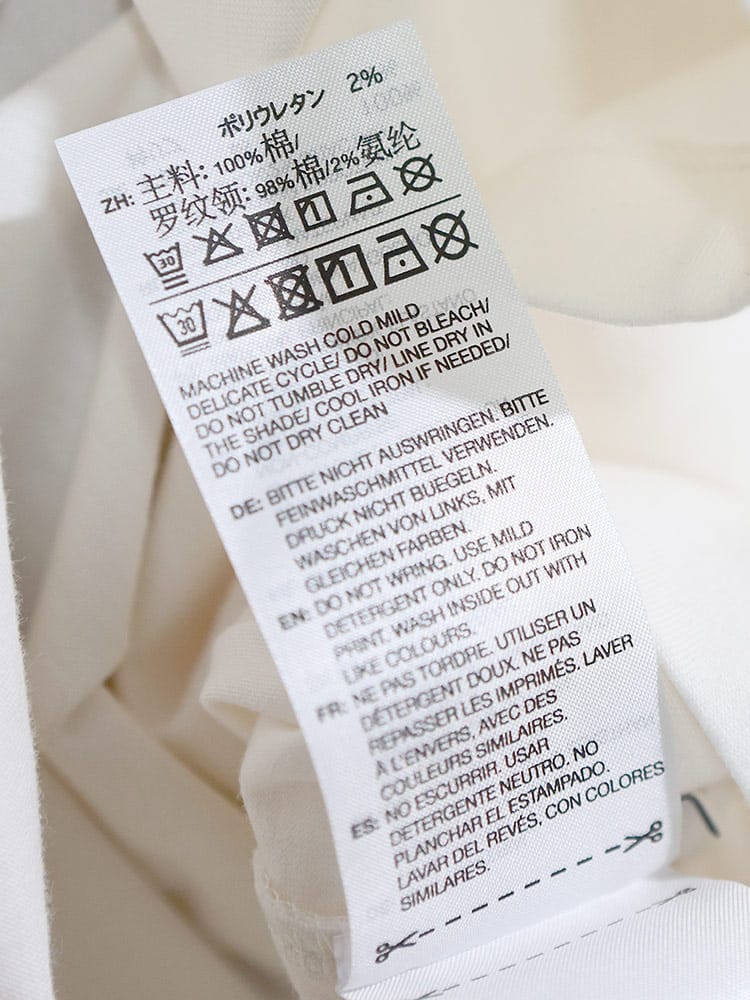 ポリウレタン 2%
ZH: 主料: 100%棉/
罗纹领: 98%棉/2%氨纶
30
30
MACHINE WASH COLD MILD
DELICATE CYCLE/ DO NOT BLEACH/
DO NOT TUMBLE DRY/ LINE DRY IN
THE SHADE/ COOL IRON IF NEEDED/
DO NOT DRY CLEAN
DE: BITTE NICHT AUSWRINGEN. BITTE
FEINWASCHMITTEL VERWENDEN.
DRUCK NICHT BUEGELN.
WASCHEN VON LINKS, MIT
GLEICHEN FARBEN.
EN: DO NOT WRING. USE MILD
DETERGENT ONLY. DO NOT IRON
PRINT. WASH INSIDE OUT WITH
LIKE COLOURS.
FR: NE PAS TORDRE. UTILISER UN
DÉTERGENT DOUX. NE PAS
REPASSER LES IMPRIMÉS. LAVER
À L'ENVERS, AVEC DES
COULEURS SIMILAIRES.
ES: NO ESCURRIR. USAR
DETERGENTE NEUTRO. NO
PLANCHAR EL ESTAMPADO.
LAVAR DEL REVÉS, CON COLORES
SIMILARES.